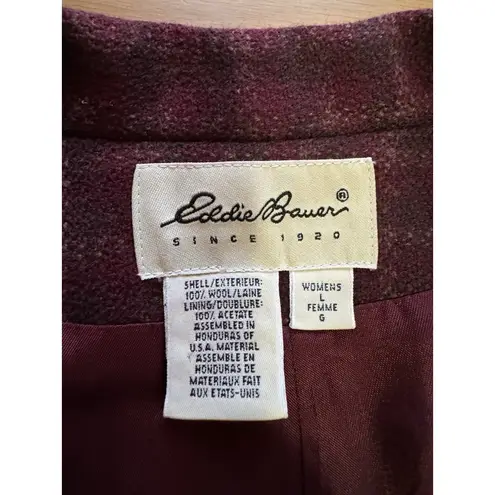 Eddie Bauer®
SINCE 1920
SHELL/EXTERIEUR:
100% WOOL/LAINE
LINING/DOUBLURE:
100% ACETATE
ASSEMBLED IN
HONDURAS OF
U.S.A. MATERIAL
ASSEMBLE EN
HONDURAS DE
MATERIAUX FAIT
AUX ETATS-UNIS
WOMENS
L
FEMME
G